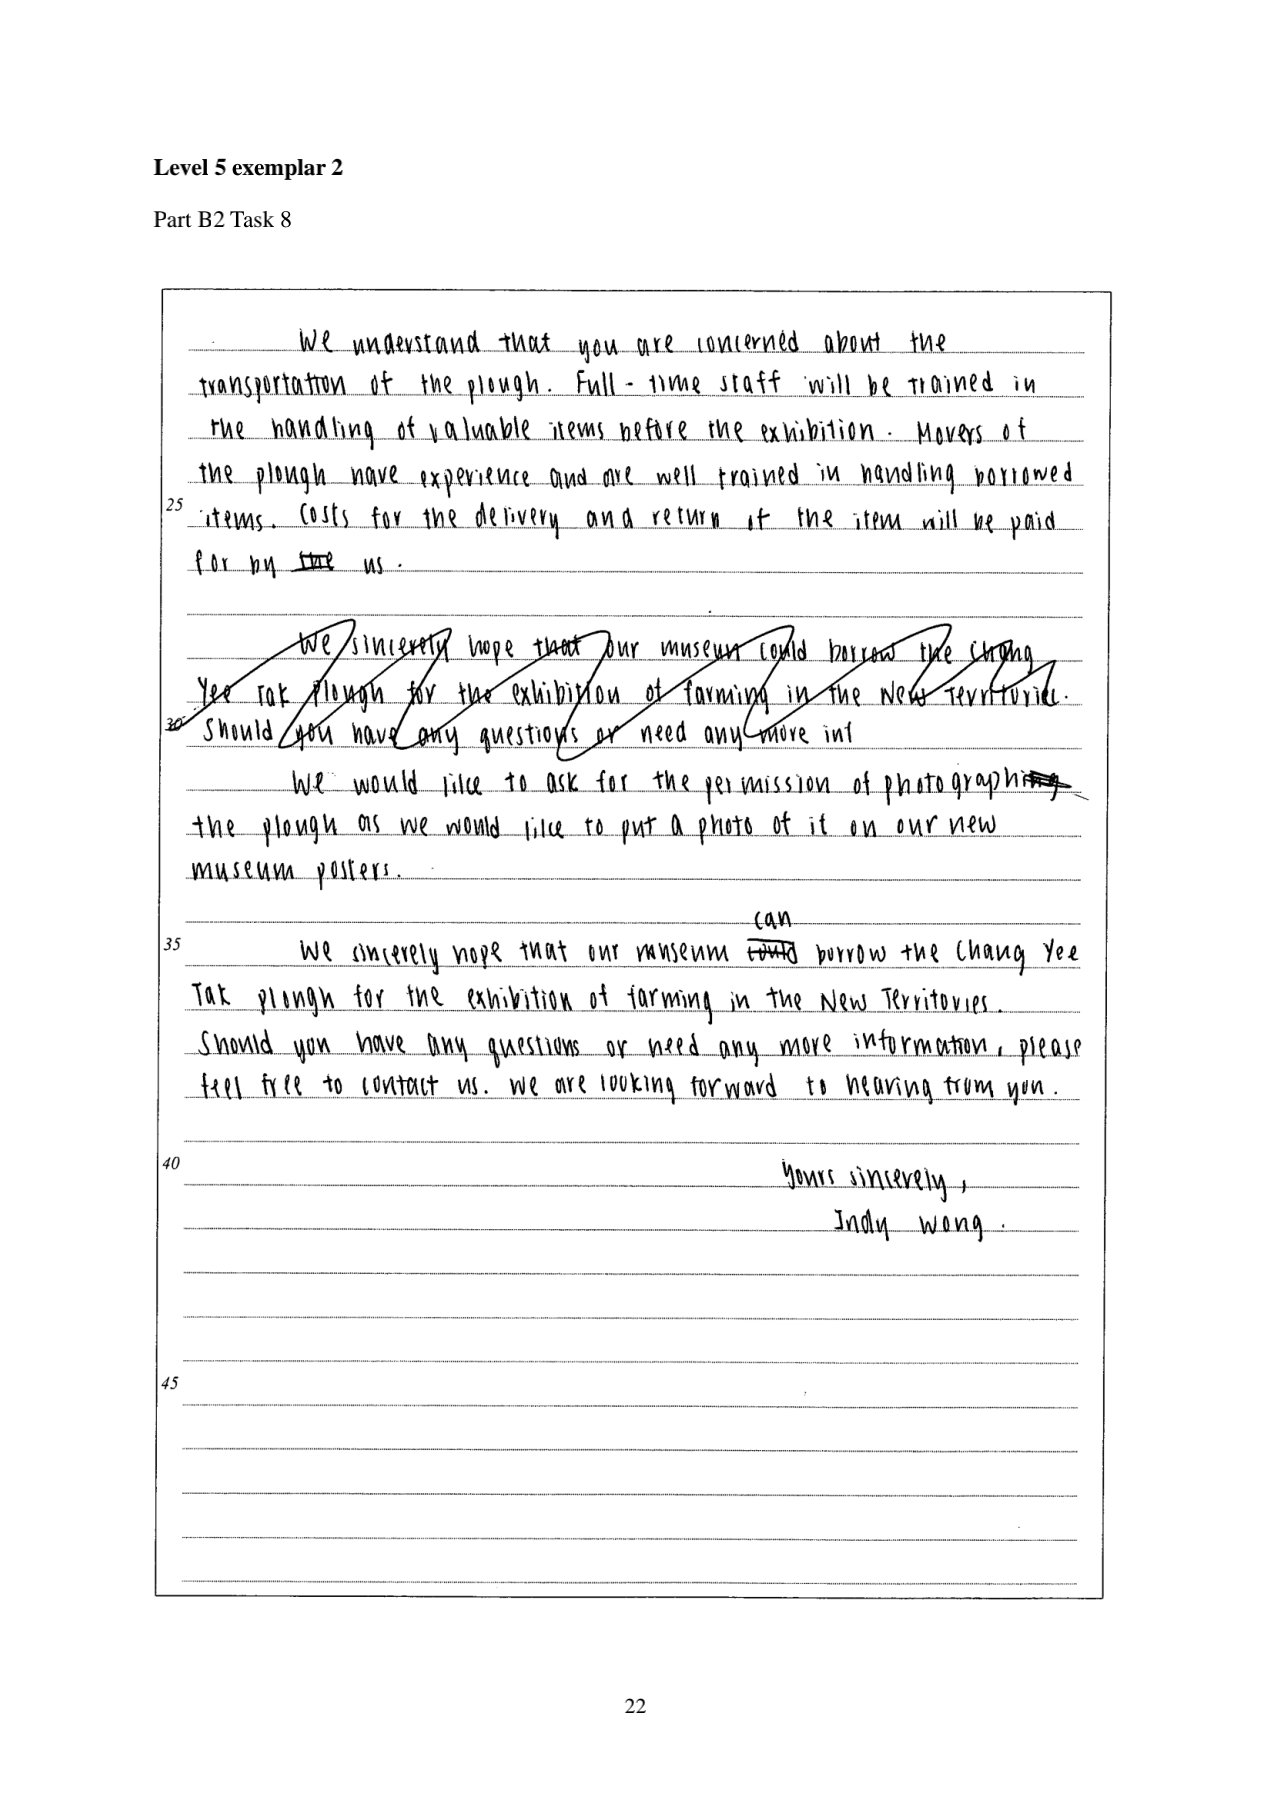 Level 5 exemplar 2
Part B2 Task 8
We understand that you are concerned about the
transportation of the plough. Full-time staff will be trained in
the handling of valuable items before the exhibition. Movers of
the plough have experience and are well trained in handling borrowed
25
items. Costs for the delivery and return of the item will be paid
for by the us.
We sincerely hope that our museum could borrow the Chang
Yee Tak plough for the exhibition of farming in the New Territories.
30
Should you have any questions or need any more inf
We would like to ask for the permission of photographing
the plough as we would like to put a photo of it on our new
museum posters.
can
35
We sincerely hope that our museum could borrow the Chang Yee
Tak plough for the exhibition of farming in the New Territories.
Should you have any questions or need any more information, please
feel free to contact us. We are looking forward to hearing from you.
40
Yours sincerely,
Indy Wong.
45
22